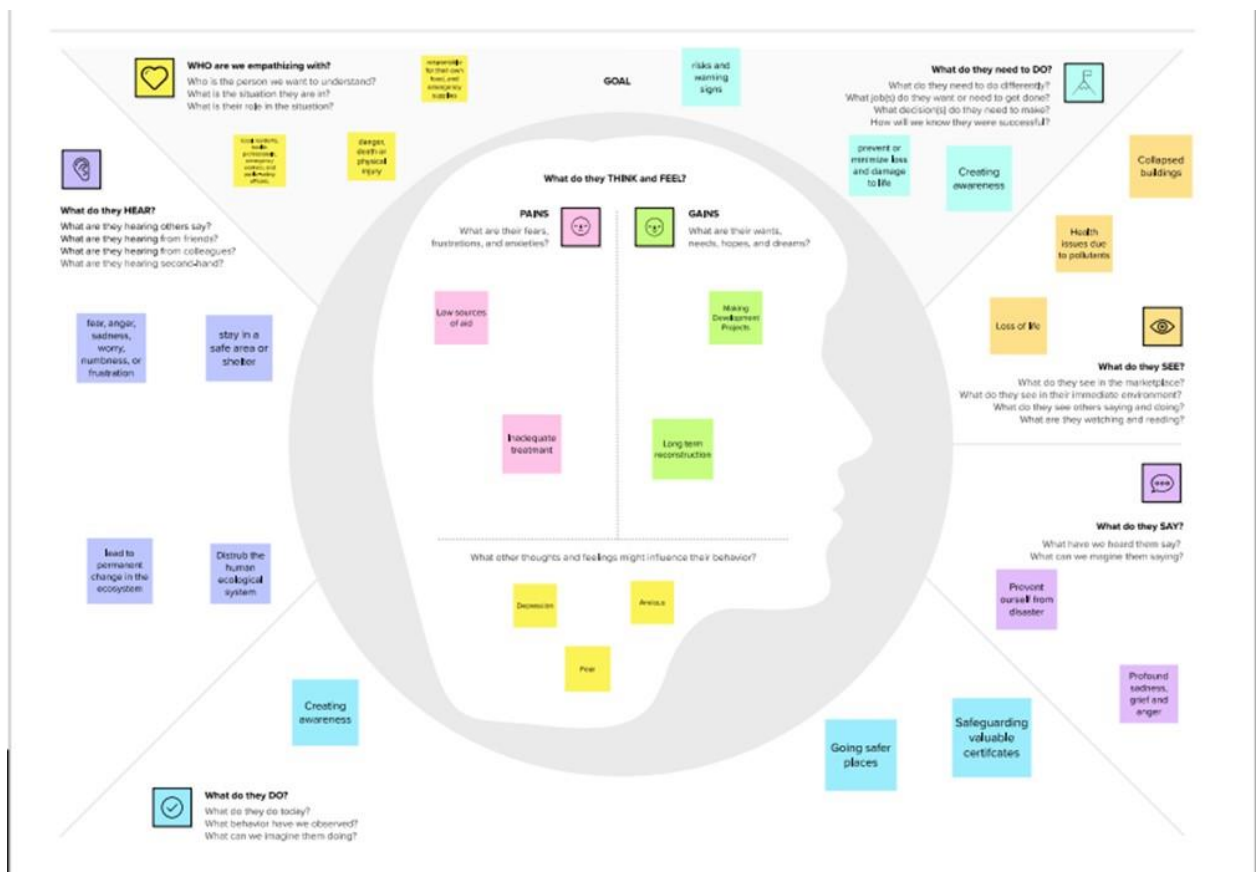 WHO are we empathizing with?
Who is the person we want to understand?
What is the situation they are in?
What is their role in the situation?
responsible
for their own
food, and
emergency
supplies
health
professionals,
emergency
workers, and
danger,
death or
physical
injury
GOAL
risks and
warning
signs
What do they need to DO?
What do they need to do differently?
What job(s) do they want or need to get done?
What decision(s) do they need to make?
How will we know they were successful?
prevent or
minimize loss
and damage
to life
Creating
awareness
Collapsed
buildings
Health
issues due
to pollutants
Loss of life
What do they SEE?
What do they see in the marketplace?
What do they see in their immediate environment?
What do they see others saying and doing?
What are they watching and reading?
What do they SAY?
What have we heard them say?
What can we imagine them saying?
Prevent
ourself from
disaster
Profound
sadness,
grief and
anger
Safeguarding
valuable
certifcates
Going safer
places
What do they DO?
What do they do today?
What behavior have we observed?
What can we imagine them doing?
Creating
awareness
What do they HEAR?
What are they hearing others say?
What are they hearing from friends?
What are they hearing from colleagues?
What are they hearing second-hand?
fear, anger,
sadness,
worry,
numbness, or
frustration
stay in a
safe area or
shelter
lead to
permanent
change in the
ecosystem
Distrub the
human
ecological
system
What do they THINK and FEEL?
PAINS
What are their fears,
frustrations, and anxieties?
Low sources
of aid
Inadequate
treatment
GAINS
What are their wants,
needs, hopes, and dreams?
Making
Development
Projects
Long term
reconstruction
What other thoughts and feelings might influence their behavior?
Depression
Anxious
Fear